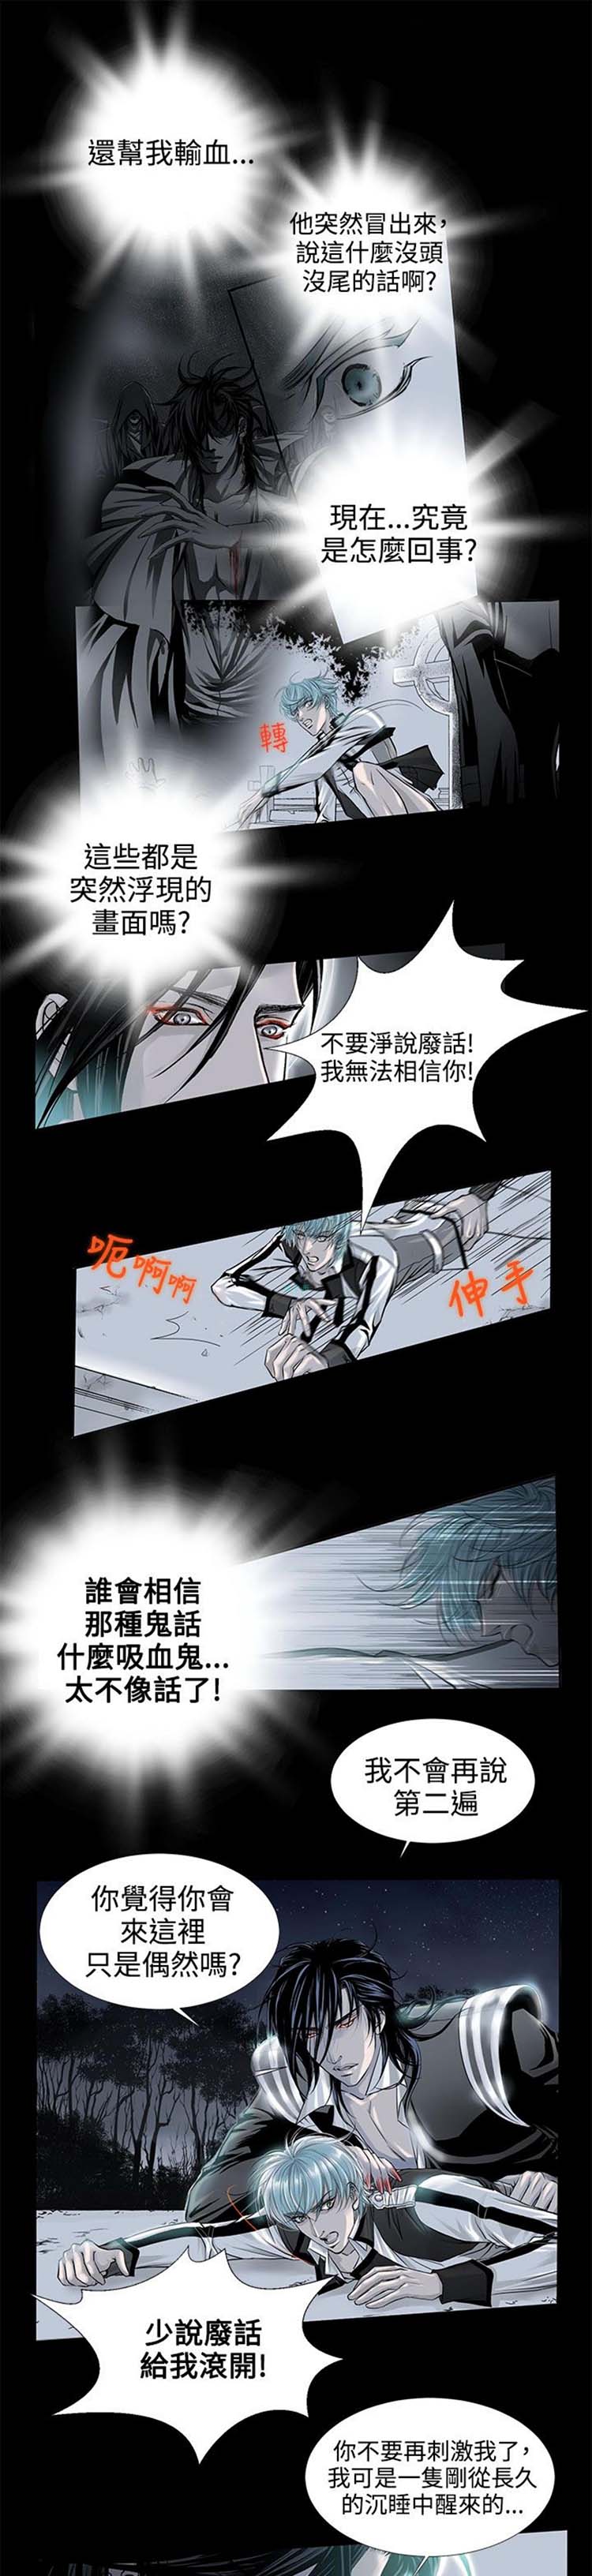 還幫我輸血...
他突然冒出來,
說這什麼沒頭
沒尾的話啊?
現在...究竟
是怎麼回事?
轉
這些都是
突然浮現的
畫面嗎?
不要淨說廢話!
我無法相信你!
呃啊啊
伸手
誰會相信
那種鬼話
什麼吸血鬼...
太不像話了!
我不會再說
第二遍
你覺得你會
來這裡
只是偶然嗎?
少說廢話
給我滾開!
你不要再刺激我了,
我可是一隻剛從長久
的沉睡中醒來的...